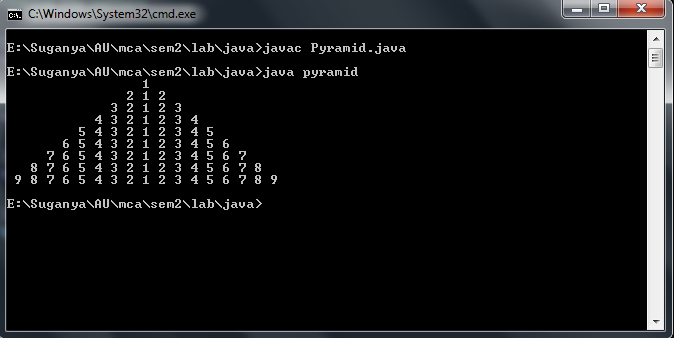 C:\Windows\System32\cmd.exe
E:\Suganya\AU\mca\sem2\lab\java>javac Pyramid.java
E:\Suganya\AU\mca\sem2\lab\java>java pyramid
1
2 1 2
3 2 1 2 3
4 3 2 1 2 3 4
5 4 3 2 1 2 3 4 5
6 5 4 3 2 1 2 3 4 5 6
7 6 5 4 3 2 1 2 3 4 5 6 7
8 7 6 5 4 3 2 1 2 3 4 5 6 7 8
9 8 7 6 5 4 3 2 1 2 3 4 5 6 7 8 9
E:\Suganya\AU\mca\sem2\lab\java>